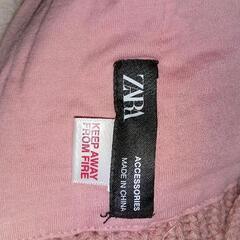 ZARA
ACCESSORIES
MADE IN CHINA
KEEP AWAY
FROM FIRE